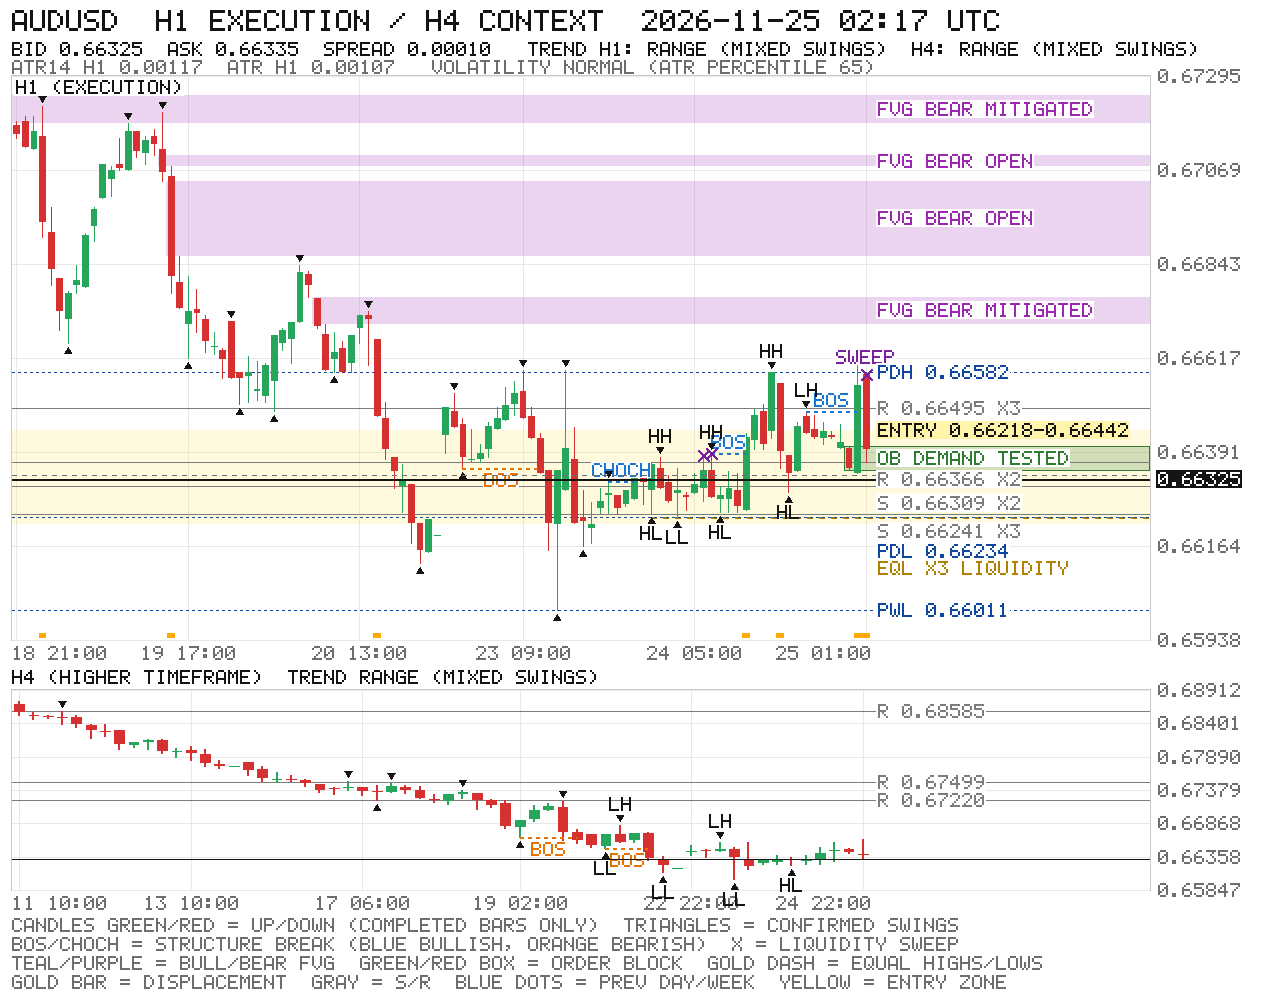 AUDUSD  H1 EXECUTION / H4 CONTEXT  2026-11-25 02:17 UTC
BID 0.66325  ASK 0.66335  SPREAD 0.00010  TREND H1: RANGE (MIXED SWINGS)  H4: RANGE (MIXED SWINGS)
ATR14 H1 0.00117  ATR H1 0.00107  VOLATILITY NORMAL (ATR PERCENTILE 65)
H1 (EXECUTION)
0.67295
FVG BEAR MITIGATED
FVG BEAR OPEN
0.67069
FVG BEAR OPEN
0.66843
FVG BEAR MITIGATED
HH
SWEEP
0.66617
PDH 0.66582
LH
BOS
R 0.66495 X3
ENTRY 0.66218-0.66442
HH
HH
BOS
0.66391
OB DEMAND TESTED
CHOCH
BOS
R 0.66366 X2
0.66325
S 0.66309 X2
HL
HL
LL
HL
S 0.66241 X3
0.66164
PDL 0.66234
EQL X3 LIQUIDITY
PWL 0.66011
0.65938
18 21:00
19 17:00
20 13:00
23 09:00
24 05:00
25 01:00
H4 (HIGHER TIMEFRAME)  TREND RANGE (MIXED SWINGS)
0.68912
R 0.68585
0.68401
0.67890
R 0.67499
0.67379
R 0.67220
LH
LH
0.66868
BOS
BOS
0.66358
LL
LL
LL
HL
0.65847
11 10:00
13 10:00
17 06:00
19 02:00
22 22:00
24 22:00
CANDLES GREEN/RED = UP/DOWN (COMPLETED BARS ONLY)  TRIANGLES = CONFIRMED SWINGS
BOS/CHOCH = STRUCTURE BREAK (BLUE BULLISH, ORANGE BEARISH)  X = LIQUIDITY SWEEP
TEAL/PURPLE = BULL/BEAR FVG  GREEN/RED BOX = ORDER BLOCK  GOLD DASH = EQUAL HIGHS/LOWS
GOLD BAR = DISPLACEMENT  GRAY = S/R  BLUE DOTS = PREV DAY/WEEK  YELLOW = ENTRY ZONE